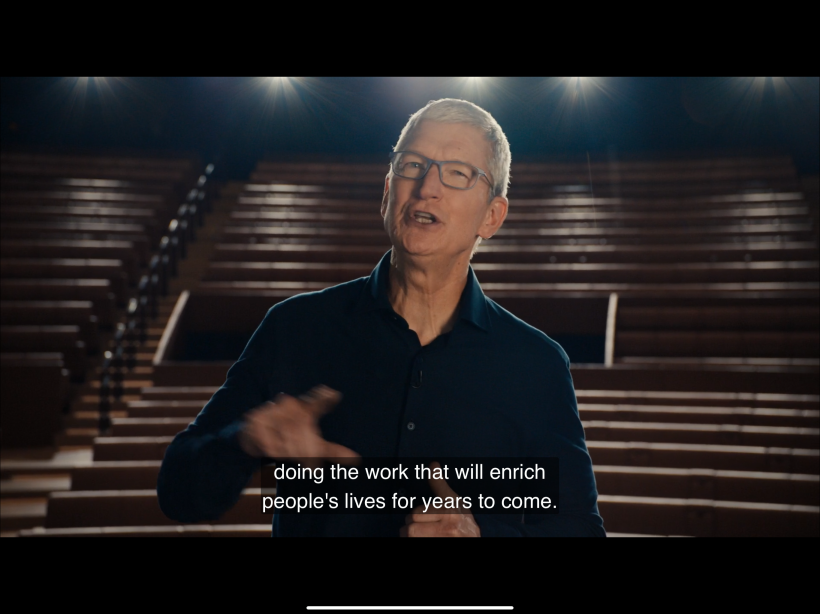 doing the work that will enrich
people's lives for years to come.